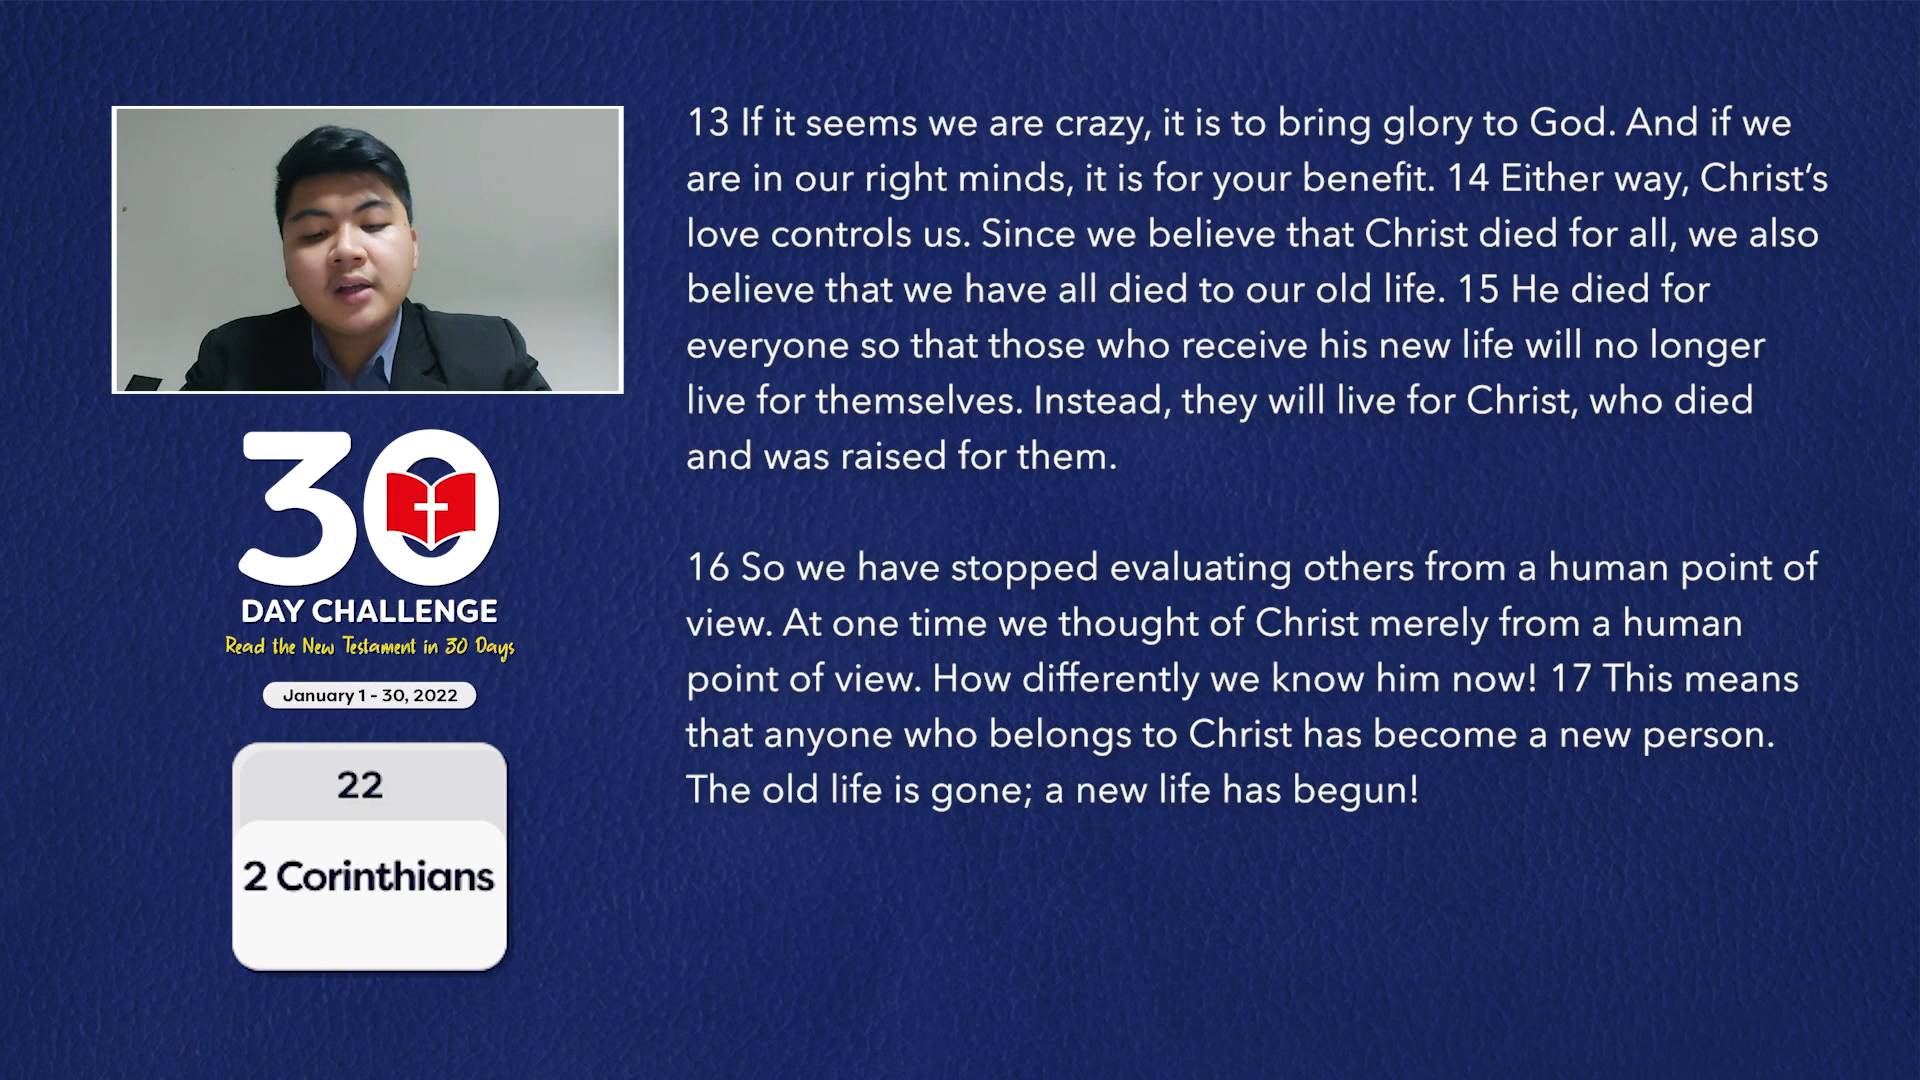 13 If it seems we are crazy, it is to bring glory to God. And if we
are in our right minds, it is for your benefit. 14 Either way, Christ’s
love controls us. Since we believe that Christ died for all, we also
believe that we have all died to our old life. 15 He died for
everyone so that those who receive his new life will no longer
live for themselves. Instead, they will live for Christ, who died
and was raised for them.
16 So we have stopped evaluating others from a human point of
view. At one time we thought of Christ merely from a human
point of view. How differently we know him now! 17 This means
that anyone who belongs to Christ has become a new person.
The old life is gone; a new life has begun!
30
DAY CHALLENGE
Read the New Testament in 30 Days
January 1 - 30, 2022
22
2 Corinthians